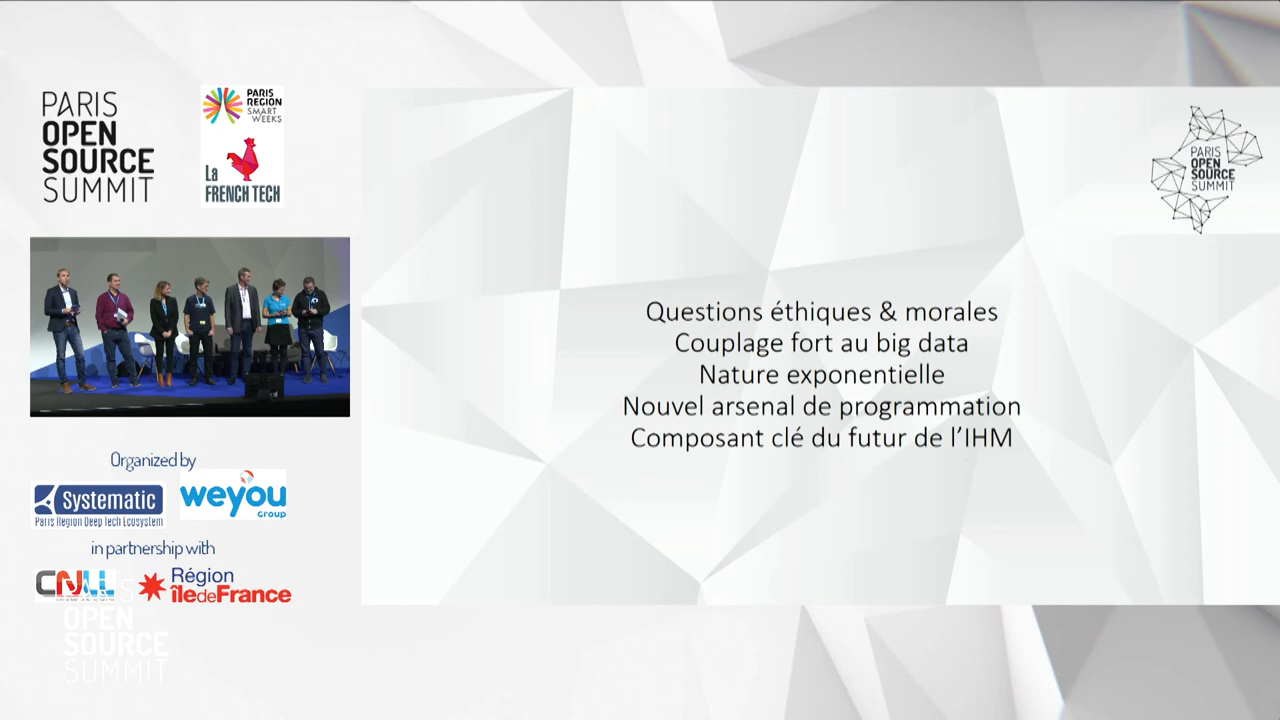 PARIS
OPEN
SOURCE
SUMMIT
PARIS
REGION
SMART
WEEKS
La
FRENCH TECH
PARIS
OPEN
SOURCE
SUMMIT
Questions éthiques & morales
Couplage fort au big data
Nature exponentielle
Nouvel arsenal de programmation
Composant clé du futur de l’IHM
Organized by
Systematic
Paris Region Deep Tech Ecosystem
weyou
Group
in partnership with
CNLL
Région
îledeFrance
PARIS
OPEN
SOURCE
SUMMIT